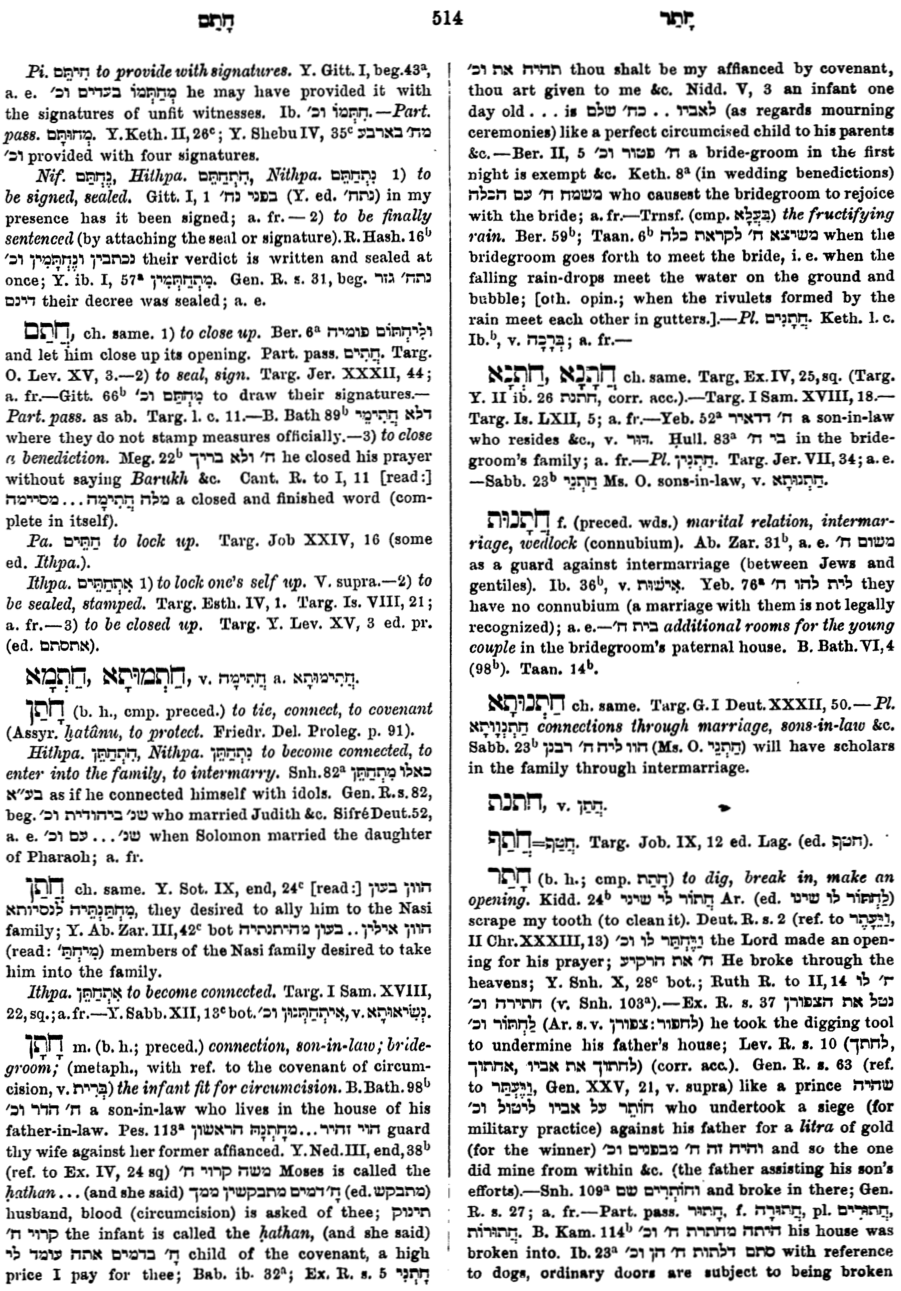 חָתַם 514 חָתַר
Pi. חִיתֵּם to provide with signatures. Y. Gitt. I, beg. 43ᵃ,
a. e. מְחַתְּמוֹ בעדים וכ׳ he may have provided it with
the signatures of unfit witnesses. Ib. חִתְּמוֹ וכ׳.—Part.
pass. מְחוּתָּם. Y. Keth. II, 26ᶜ; Y. Shebu IV, 35ᶜ מח׳ בארבע
וכ׳ provided with four signatures.
Nif. נֶחְתַּם, Hithpa. הִתְחַתֵּם, Nithpa. נִתְחַתֵּם 1) to
be signed, sealed. Gitt. I, 1 בפני נח׳ (Y. ed. נתח׳) in my
presence has it been signed; a. fr. — 2) to be finally
sentenced (by attaching the seal or signature). R. Hash. 16ᵇ
נכתבין וְנֶחְתָּמִין וכ׳ their verdict is written and sealed at
once; Y. ib. I, 57ᵃ מִתְחַתְּמִין. Gen. R. s. 31, beg. נתח׳ גזר
דינם their decree was sealed; a. e.
חֲתַם, ch. same. 1) to close up. Ber. 6ᵃ ולִיחְתּוֹם פומיה
and let him close up its opening. Part. pass. חֲתִים. Targ.
O. Lev. XV, 3.—2) to seal, sign. Targ. Jer. XXXII, 44;
a. fr.—Gitt. 66ᵇ מִחְתַּם וכ׳ to draw their signatures.—
Part. pass. as ab. Targ. l. c. 11.—B. Bath 89ᵇ דלא חֲתִימֵי
where they do not stamp measures officially.—3) to close
a benediction. Meg. 22ᵇ ח׳ ולא בריך he closed his prayer
without saying Barukh &c. Cant. R. to I, 11 [read:]
מלה חֲתִימָה ... מסיימה a closed and finished word (com-
plete in itself).
Pa. חַתֵּים to lock up. Targ. Job XXIV, 16 (some
ed. Ithpa.).
Ithpa. אִתְחַתֵּים 1) to lock one's self up. V. supra.—2) to
be sealed, stamped. Targ. Esth. IV, 1. Targ. Is. VIII, 21;
a. fr.—3) to be closed up. Targ. Y. Lev. XV, 3 ed. pr.
(ed. אתסתם).
חַתְמוּתָא, חַתְמָא, v. חֲתִימָה a. חֲתִימוּתָא.
חָתַן (b. h., cmp. preced.) to tie, connect, to covenant
(Assyr. ḥatânu, to protect. Friedr. Del. Proleg. p. 91).
Hithpa. הִתְחַתֵּן, Nithpa. נִתְחַתֵּן to become connected, to
enter into the family, to intermarry. Snh. 82ᵃ כאלו מִתְחַתֵּן
בע״א as if he connected himself with idols. Gen. R. s. 82,
beg. שנ׳ ביהודית וכ׳ who married Judith &c. Sifré Deut. 52,
a. e. שנ׳ ... עם וכ׳ when Solomon married the daughter
of Pharaoh; a. fr.
חֲתַן ch. same. Y. Sot. IX, end, 24ᶜ [read:] הוון בעון
מְחַתְּנָתֵיהּ לנסיותא, they desired to ally him to the Nasi
family; Y. Ab. Zar. III, 42ᶜ bot הוון אילין .. בעון מהיתנתיה
(read: מיחַתְּ׳) members of the Nasi family desired to take
him into the family.
Ithpa. אִתְחַתֵּן to become connected. Targ. I Sam. XVIII,
22, sq.; a. fr.—Y. Sabb. XII, 13ᶜ bot. אִיתְחַתְּנוּן וכ׳, v. נְשִׂיאוּתָא.
חָתָן m. (b. h.; preced.) connection, son-in-law; bride-
groom; (metaph., with ref. to the covenant of circum-
cision, v. בְּרִית) the infant fit for circumcision. B. Bath. 98ᵇ
ח׳ הדר וכ׳ a son-in-law who lives in the house of his
father-in-law. Pes. 113ᵃ הוי זהיר ... מֵחֲתָנָהּ הראשון guard
thy wife against her former affianced. Y. Ned. III, end, 38ᵇ
(ref. to Ex. IV, 24 sq) משה קרוי ח׳ Moses is called the
ḥathan ... (and she said) ח׳ דמים מתבקשין ממך (ed. מתבקש)
husband, blood (circumcision) is asked of thee; תינוק
קרוי ח׳ the infant is called the ḥathan, (and she said)
ח׳ בדמים אתה עומד לי child of the covenant, a high
price I pay for thee; Bab. ib. 32ᵃ; Ex. R. s. 5 חֲתָנִי
תהיה את וכ׳ thou shalt be my affianced by covenant,
thou art given to me &c. Nidd. V, 3 an infant one
day old ... is לאביו .. כח׳ שלם (as regards mourning
ceremonies) like a perfect circumcised child to his parents
&c.—Ber. II, 5 ח׳ פטור וכ׳ a bride-groom in the first
night is exempt &c. Keth. 8ᵃ (in wedding benedictions)
משמח ח׳ עם הכלה who causest the bridegroom to rejoice
with the bride; a. fr.—Trnsf. (cmp. בַּעְלָא) the fructifying
rain. Ber. 59ᵇ; Taan. 6ᵇ משיצא ח׳ לקראת כלה when the
bridegroom goes forth to meet the bride, i. e. when the
falling rain-drops meet the water on the ground and
bubble; [oth. opin.; when the rivulets formed by the
rain meet each other in gutters.].—Pl. חֲתָנִים. Keth. l. c.
Ib.ᵇ, v. בְּרָכָה; a. fr.—
חַתְנָא, חֲתָנָא ch. same. Targ. Ex. IV, 25, sq. (Targ.
Y. II ib. 26 חתנת, corr. acc.).—Targ. I Sam. XVIII, 18.—
Targ. Is. LXII, 5; a. fr.—Yeb. 52ᵃ ח׳ דדאיר a son-in-law
who resides &c., v. דּוּר. Ḥull. 83ᵃ בי ח׳ in the bride-
groom's family; a. fr.—Pl. חַתְנִין. Targ. Jer. VII, 34; a. e.
—Sabb. 23ᵇ חַתְנֵי Ms. O. sons-in-law, v. חַתְנוּתָא.
חַתְנוּת f. (preced. wds.) marital relation, intermar-
riage, wedlock (connubium). Ab. Zar. 31ᵇ, a. e. משום ח׳
as a guard against intermarriage (between Jews and
gentiles). Ib. 36ᵇ, v. אִישׁוּת. Yeb. 76ᵃ לית להו ח׳ they
have no connubium (a marriage with them is not legally
recognized); a. e.—בית ח׳ additional rooms for the young
couple in the bridegroom's paternal house. B. Bath. VI, 4
(98ᵇ). Taan. 14ᵇ.
חַתְנוּתָא ch. same. Targ. G. I Deut. XXXII, 50.—Pl.
חַתְנְוָותָא connections through marriage, sons-in-law &c.
Sabb. 23ᵇ הוו ליה ח׳ רבנן (Ms. O. חַתְנֵי) will have scholars
in the family through intermarriage.
חתנת, v. חֲתַן.
חֲתַף=חֲטַף. Targ. Job. IX, 12 ed. Lag. (ed. חטף).
חָתַר (b. h.; cmp. חָתַת) to dig, break in, make an
opening. Kidd. 24ᵇ חֲתוֹר לי שיני Ar. (ed. לַחְתּוֹר לו שינו)
scrape my tooth (to clean it). Deut. R. s. 2 (ref. to וַיֵּעָתֶר,
II Chr. XXXIII, 13) וַיֵּחָתֵר לו וכ׳ the Lord made an open-
ing for his prayer; ח׳ את הרקיע He broke through the
heavens; Y. Snh. X, 28ᶜ bot.; Ruth R. to II, 14 ח׳ לו
חתירה וכ׳ (v. Snh. 103ᵃ).—Ex. R. s. 37 נטל את הצפורן
לַחְתּוֹר וכ׳ (Ar. s. v. צפורן: לחפור) he took the digging tool
to undermine his father's house; Lev. R. s. 10 (לחתך,
לחתוך את אביו, אחתוך) (corr. acc.). Gen. R. s. 63 (ref.
to וַיֶּעְתַּר, Gen. XXV, 21, v. supra) like a prince שהיה
חוֹתֵר על אביו ליטול וכ׳ who undertook a siege (for
military practice) against his father for a litra of gold
(for the winner) והיה זה ח׳ מבפנים וכ׳ and so the one
did mine from within &c. (the father assisting his son's
efforts).—Snh. 109ᵃ וחוֹתְרִים שם and broke in there; Gen.
R. s. 27; a. fr.—Part. pass. חָתוּר, f. חֲתוּרָה, pl. חֲתוּרִים,
חֲתוּרוֹת. B. Kam. 114ᵇ היתה מחתרת ח׳ וכ׳ his house was
broken into. Ib. 23ᵃ סתם דלתות ח׳ הן וכ׳ with reference
to dogs, ordinary doors are subject to being broken